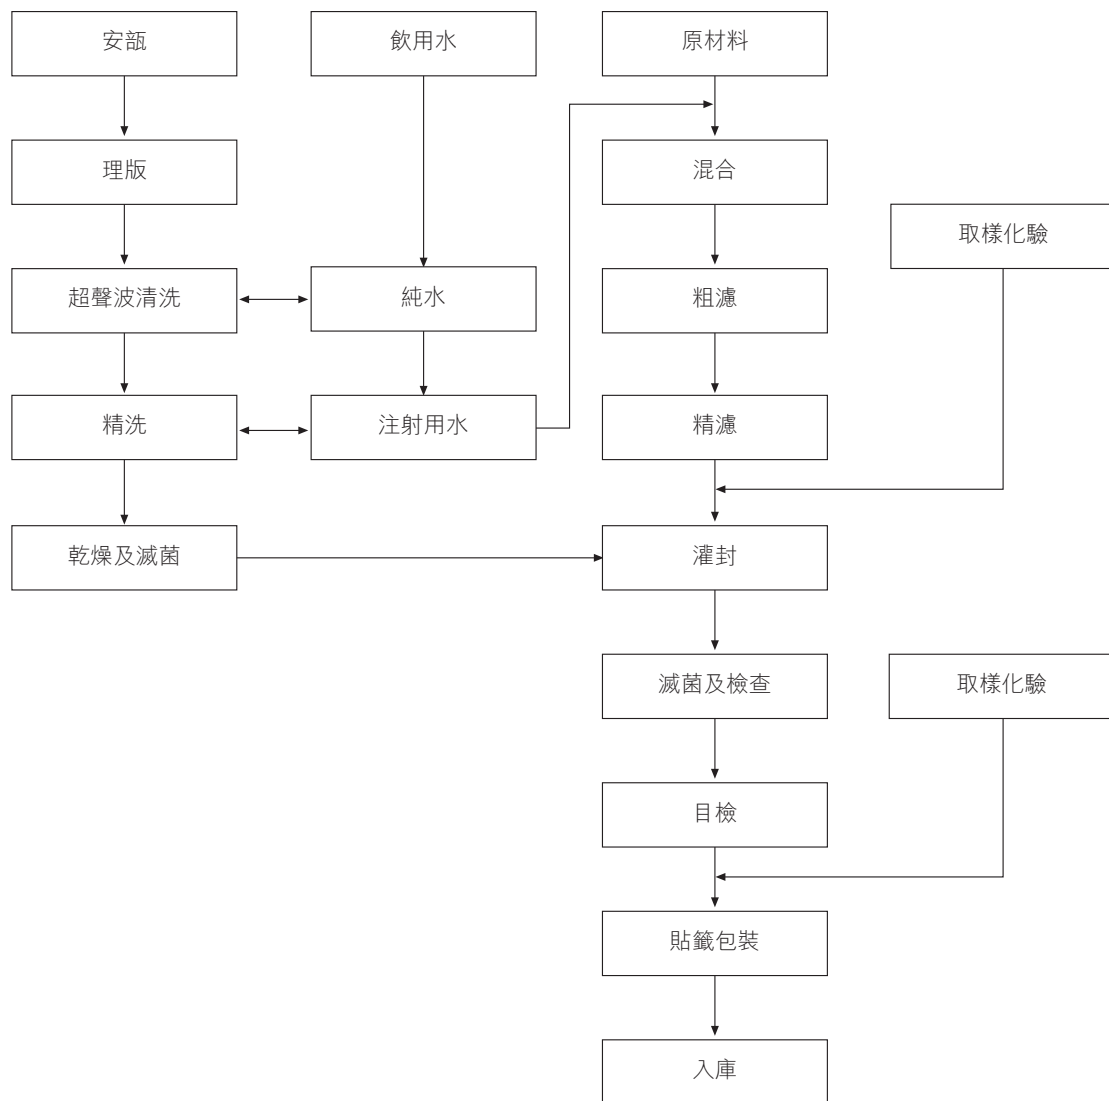 安瓿
飲用水
原材料
理版
混合
取樣化驗
超聲波清洗
純水
粗濾
精洗
注射用水
精濾
乾燥及滅菌
灌封
滅菌及檢查
取樣化驗
目檢
貼籤包裝
入庫